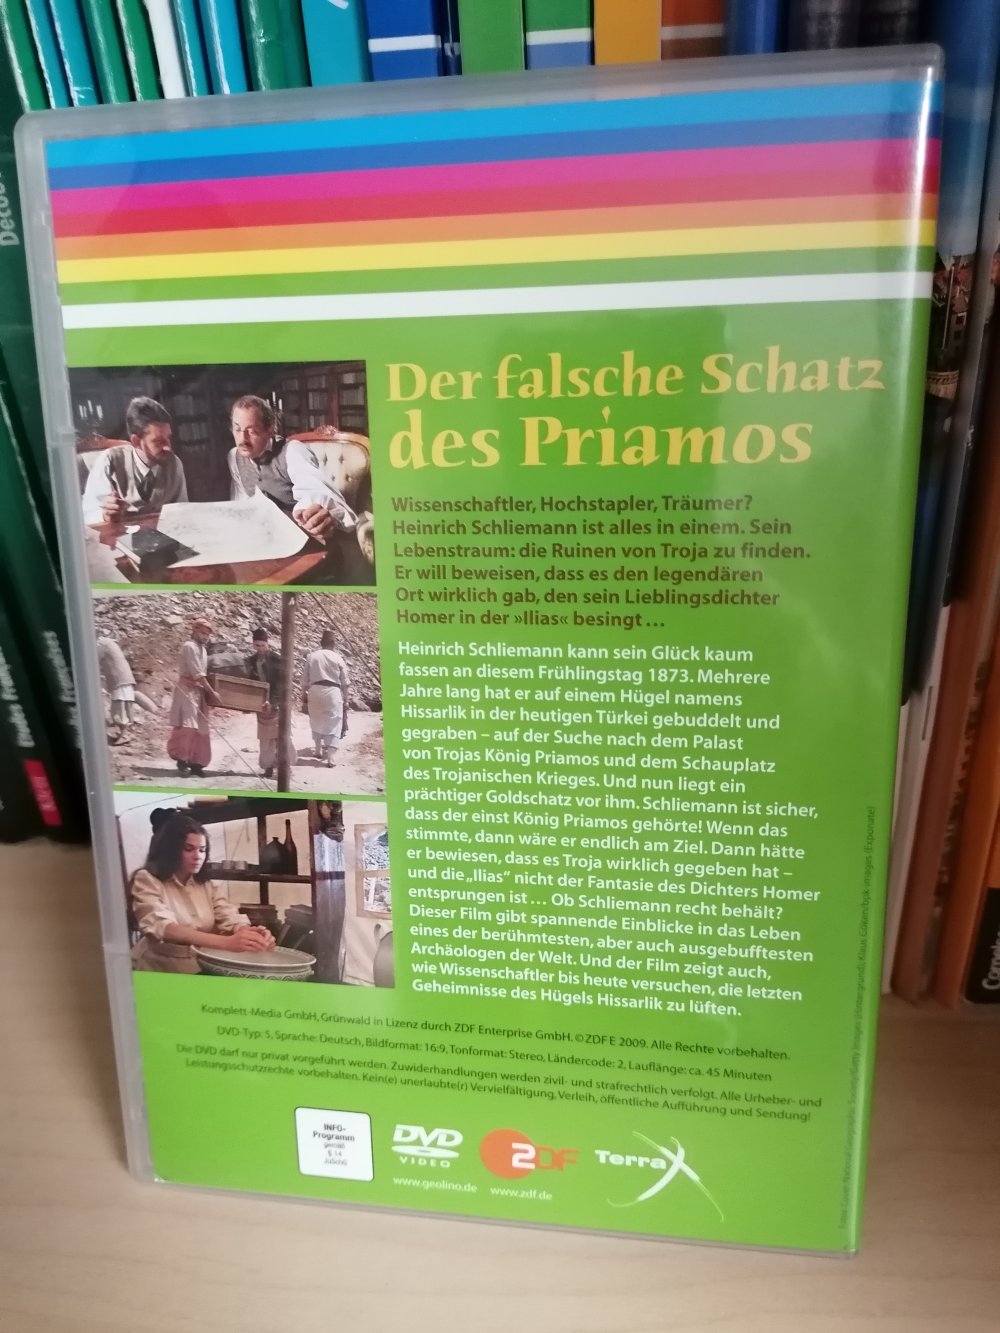 Der falsche Schatz
des Priamos
Wissenschaftler, Hochstapler, Träumer?
Heinrich Schliemann ist alles in einem. Sein
Lebenstraum: die Ruinen von Troja zu finden.
Er will beweisen, dass es den legendären
Ort wirklich gab, den sein Lieblingsdichter
Homer in der »Ilias« besingt …
Heinrich Schliemann kann sein Glück kaum
fassen an diesem Frühlingstag 1873. Mehrere
Jahre lang hat er auf einem Hügel namens
Hissarlik in der heutigen Türkei gebuddelt und
gegraben – auf der Suche nach dem Palast
von Trojas König Priamos und dem Schauplatz
des Trojanischen Krieges. Und nun liegt ein
prächtiger Goldschatz vor ihm. Schliemann ist sicher,
dass der einst König Priamos gehörte! Wenn das
stimmte, dann wäre er endlich am Ziel. Dann hätte
er bewiesen, dass es Troja wirklich gegeben hat –
und die „Ilias“ nicht der Fantasie des Dichters Homer
entsprungen ist … Ob Schliemann recht behält?
Dieser Film gibt spannende Einblicke in das Leben
eines der berühmtesten, aber auch ausgebufftesten
Archäologen der Welt. Und der Film zeigt auch,
wie Wissenschaftler bis heute versuchen, die letzten
Geheimnisse des Hügels Hissarlik zu lüften.
Komplett-Media GmbH, Grünwald in Lizenz durch ZDF Enterprise GmbH. © ZDF E 2009. Alle Rechte vorbehalten.
DVD-Typ: 5, Sprache: Deutsch, Bildformat: 16:9, Tonformat: Stereo, Ländercode: 2, Lauflänge: ca. 45 Minuten
Die DVD darf nur privat vorgeführt werden. Zuwiderhandlungen werden zivil- und strafrechtlich verfolgt. Alle Urheber- und
Leistungsschutzrechte vorbehalten. Kein(e) unerlaubte(r) Vervielfältigung, Verleih, öffentliche Aufführung und Sendung!
INFO-
Programm
gemäß
§ 14
JuSchG
DVD
VIDEO
ZDF
Terra X
www.geolino.de
www.zdf.de